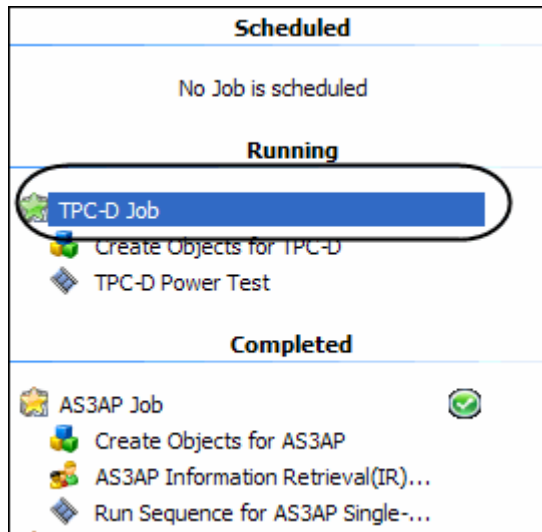 Scheduled
No Job is scheduled
Running
TPC-D Job
Create Objects for TPC-D
TPC-D Power Test
Completed
AS3AP Job
Create Objects for AS3AP
AS3AP Information Retrieval(IR)...
Run Sequence for AS3AP Single-...